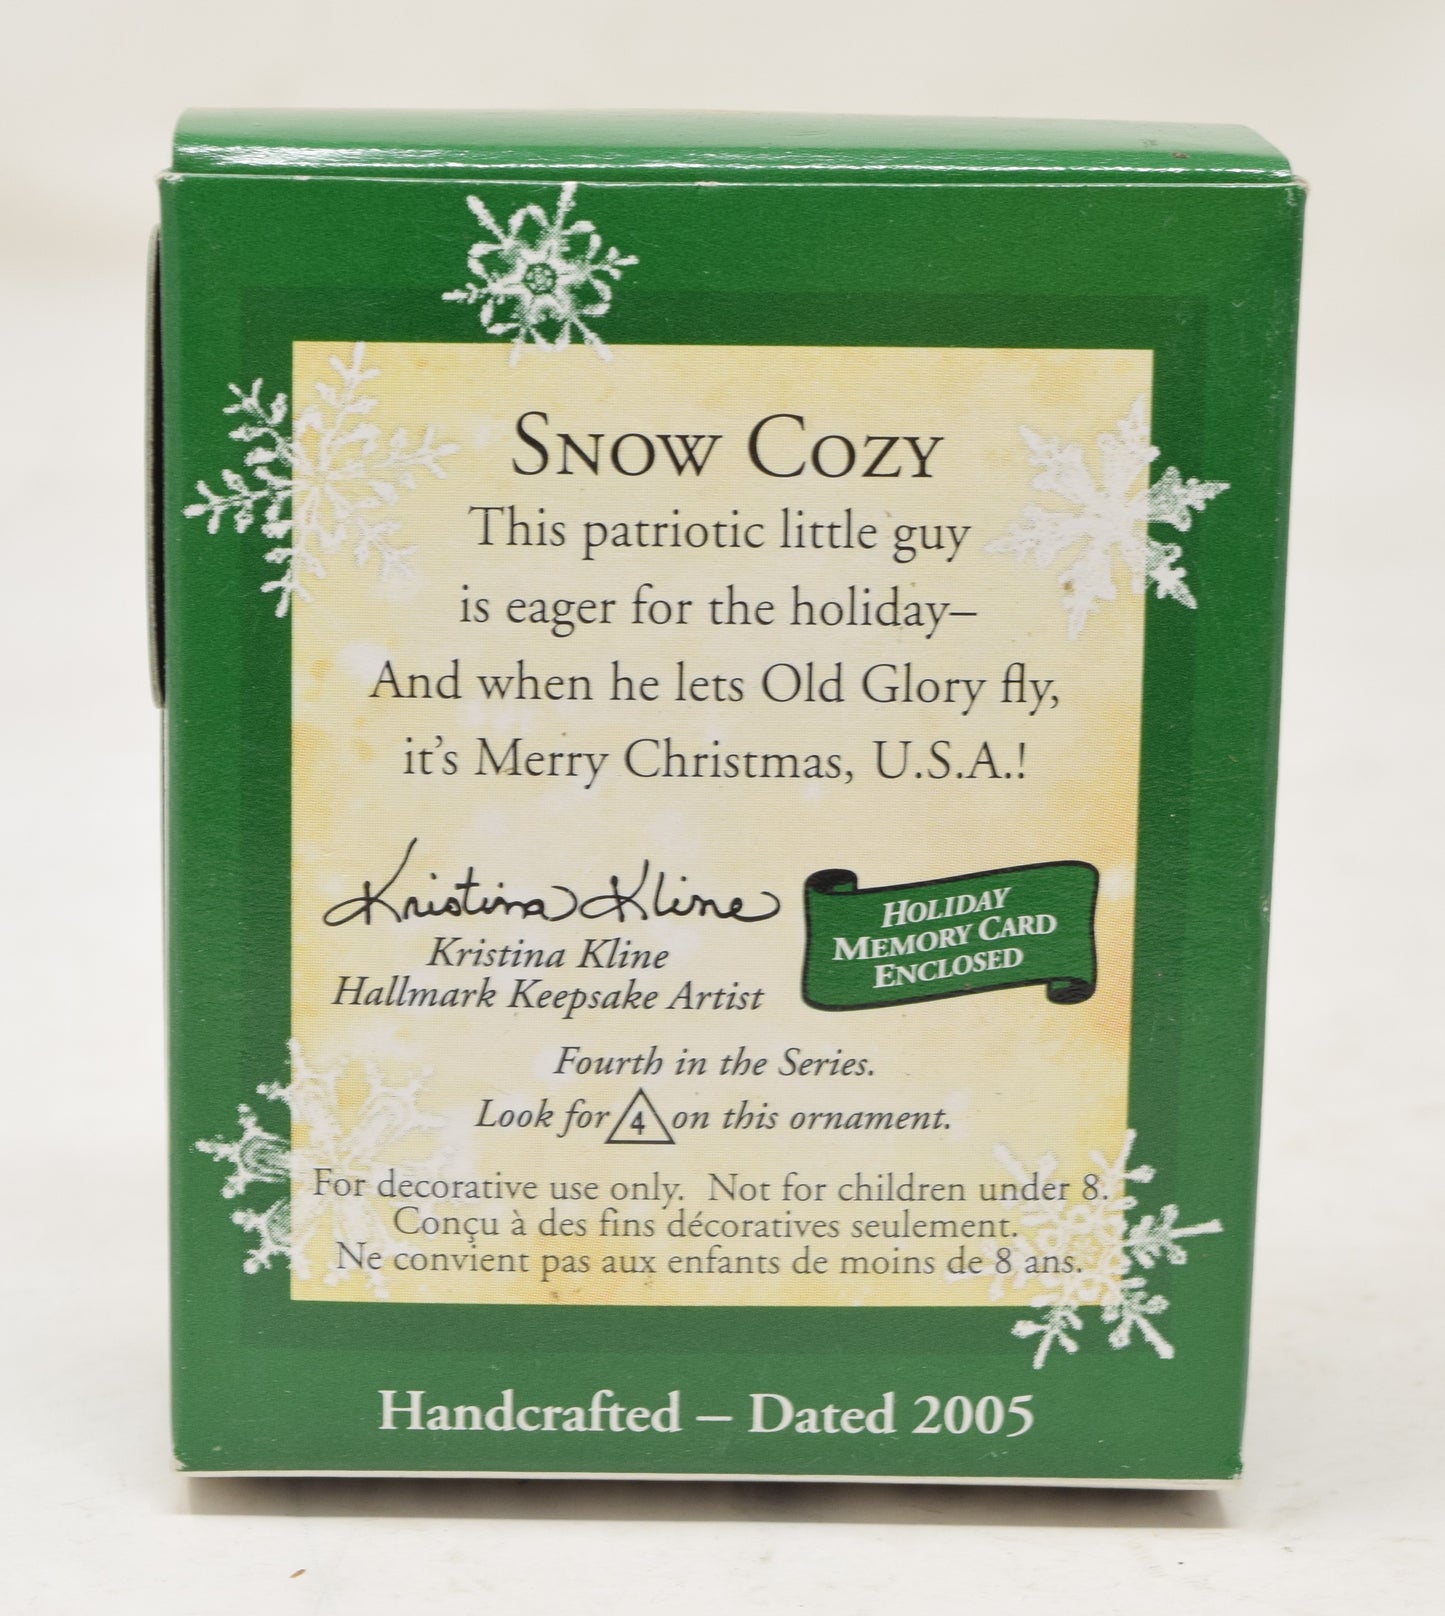 SNOW COZY
This patriotic little guy
is eager for the holiday–
And when he lets Old Glory fly,
it's Merry Christmas, U.S.A.!
Kristina Kline
Kristina Kline
Hallmark Keepsake Artist
HOLIDAY
MEMORY CARD
ENCLOSED
Fourth in the Series.
Look for 4 on this ornament.
For decorative use only. Not for children under 8.
Conçu à des fins décoratives seulement.
Ne convient pas aux enfants de moins de 8 ans.
Handcrafted – Dated 2005